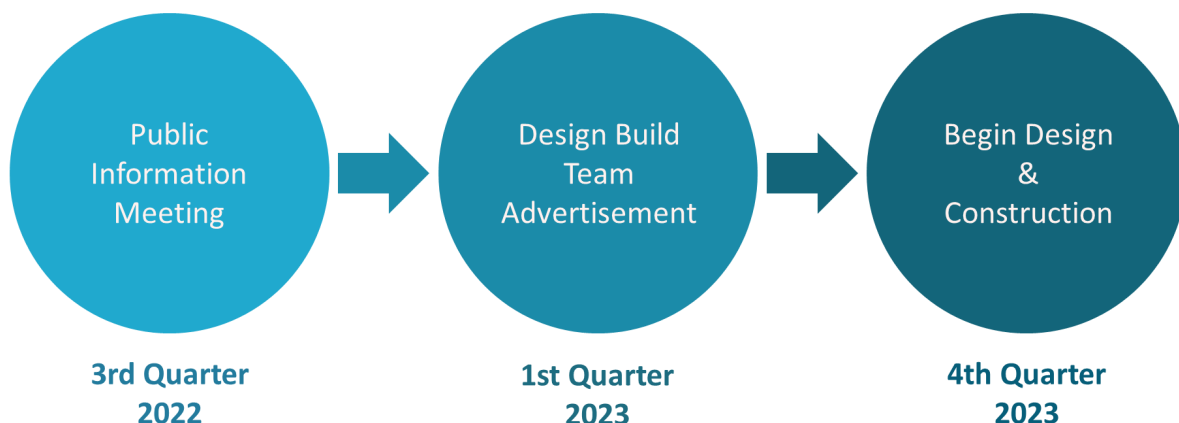 Public
Information
Meeting
Design Build
Team
Advertisement
Begin Design
&
Construction
3rd Quarter
2022
1st Quarter
2023
4th Quarter
2023